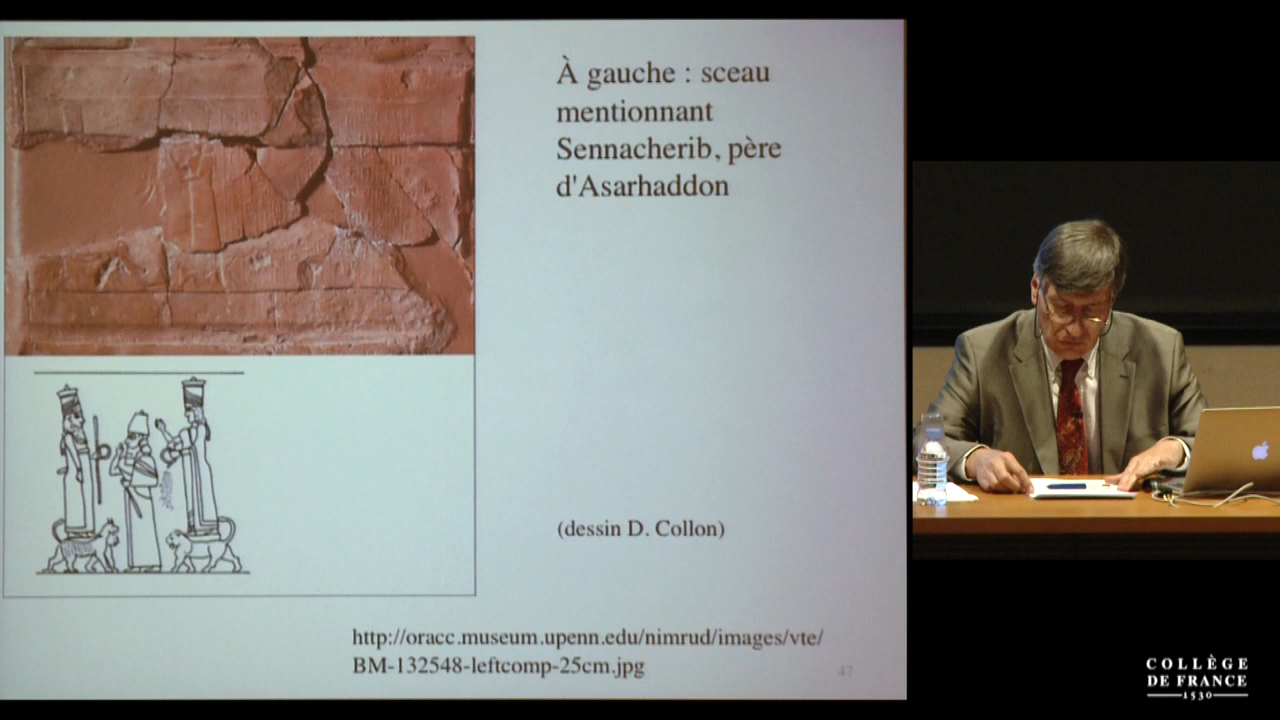 À gauche : sceau
mentionnant
Sennacherib, père
d'Asarhaddon
(dessin D. Collon)
http://oracc.museum.upenn.edu/nimrud/images/vte/
BM-132548-leftcomp-25cm.jpg
47
COLLÈGE
DE FRANCE
1530